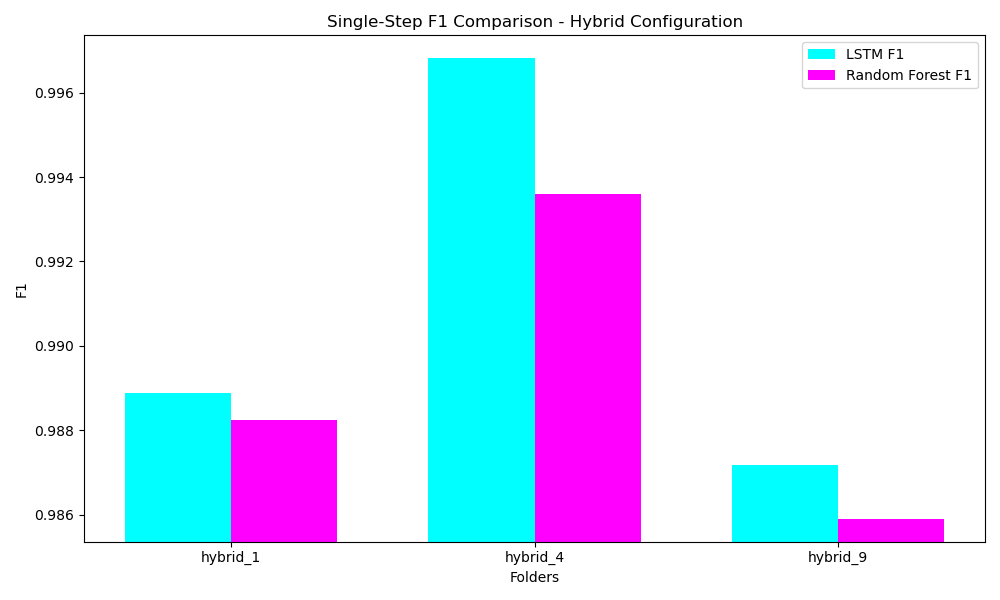 Single-Step F1 Comparison - Hybrid Configuration
LSTM F1
Random Forest F1
F1
0.996
0.994
0.992
0.990
0.988
0.986
hybrid_1
hybrid_4
hybrid_9
Folders